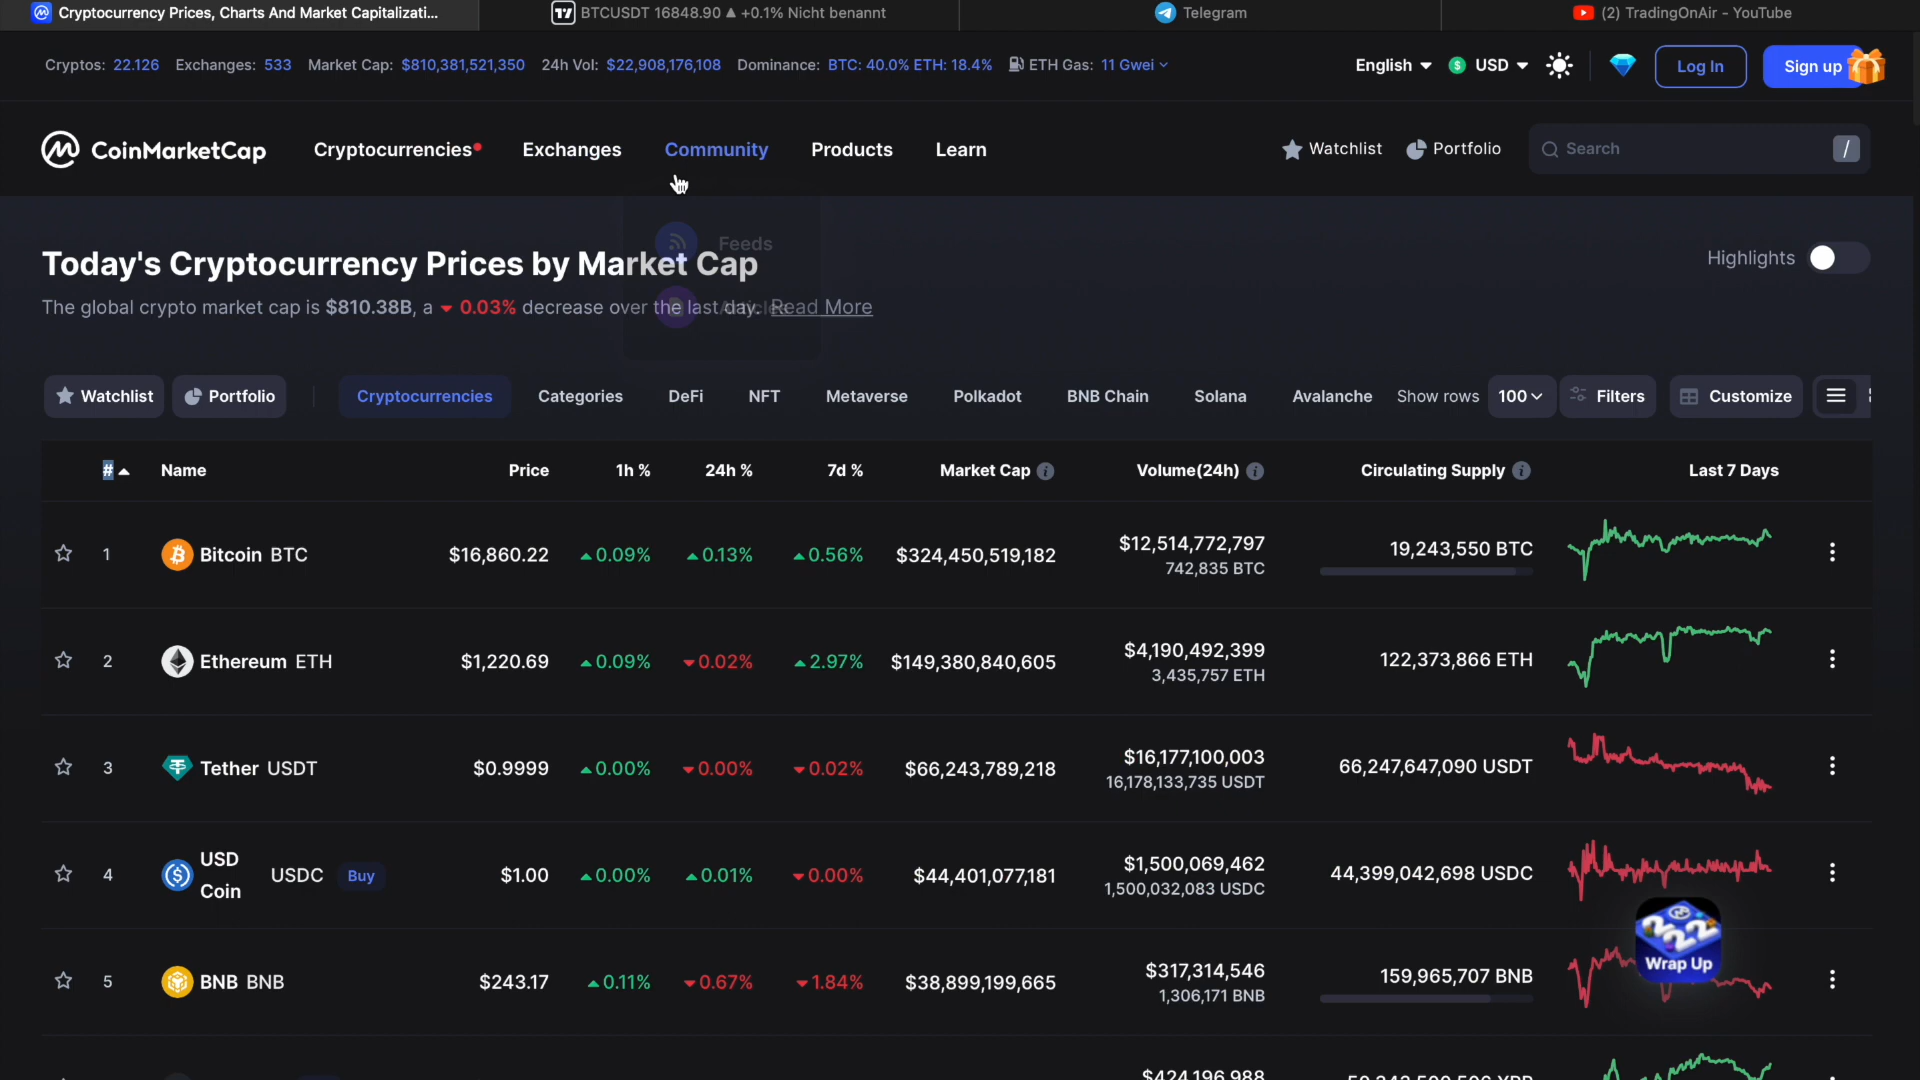 Cryptocurrency Prices, Charts And Market Capitalizati...
BTCUSDT 16848.90 ▲ +0.1% Nicht benannt
Telegram
(2) TradingOnAir - YouTube
Cryptos: 22.126 Exchanges: 533 Market Cap: $810,381,521,350 24h Vol: $22,908,176,108 Dominance: BTC: 40.0% ETH: 18.4% ETH Gas: 11 Gwei
English $ USD Log In Sign up
CoinMarketCap Cryptocurrencies Exchanges Community Products Learn Watchlist Portfolio Search /
Feeds
Today's Cryptocurrency Prices by Market Cap
Highlights
The global crypto market cap is $810.38B, a ▼ 0.03% decrease over the last day. Read More
Articles
Watchlist Portfolio Cryptocurrencies Categories DeFi NFT Metaverse Polkadot BNB Chain Solana Avalanche Show rows 100 Filters Customize
# Name Price 1h % 24h % 7d % Market Cap Volume(24h) Circulating Supply Last 7 Days
1 Bitcoin BTC $16,860.22 ▲0.09% ▲0.13% ▲0.56% $324,450,519,182 $12,514,772,797 19,243,550 BTC
742,835 BTC
2 Ethereum ETH $1,220.69 ▲0.09% ▼0.02% ▲2.97% $149,380,840,605 $4,190,492,399 122,373,866 ETH
3,435,757 ETH
3 Tether USDT $0.9999 ▲0.00% ▼0.00% ▼0.02% $66,243,789,218 $16,177,100,003 66,247,647,090 USDT
16,178,133,735 USDT
4 USD Coin USDC Buy $1.00 ▲0.00% ▲0.01% ▼0.00% $44,401,077,181 $1,500,069,462 44,399,042,698 USDC
1,500,032,083 USDC
5 BNB BNB $243.17 ▲0.11% ▼0.67% ▼1.84% $38,899,199,665 $317,314,546 159,965,707 BNB
1,306,171 BNB
Wrap Up
$424,196,988